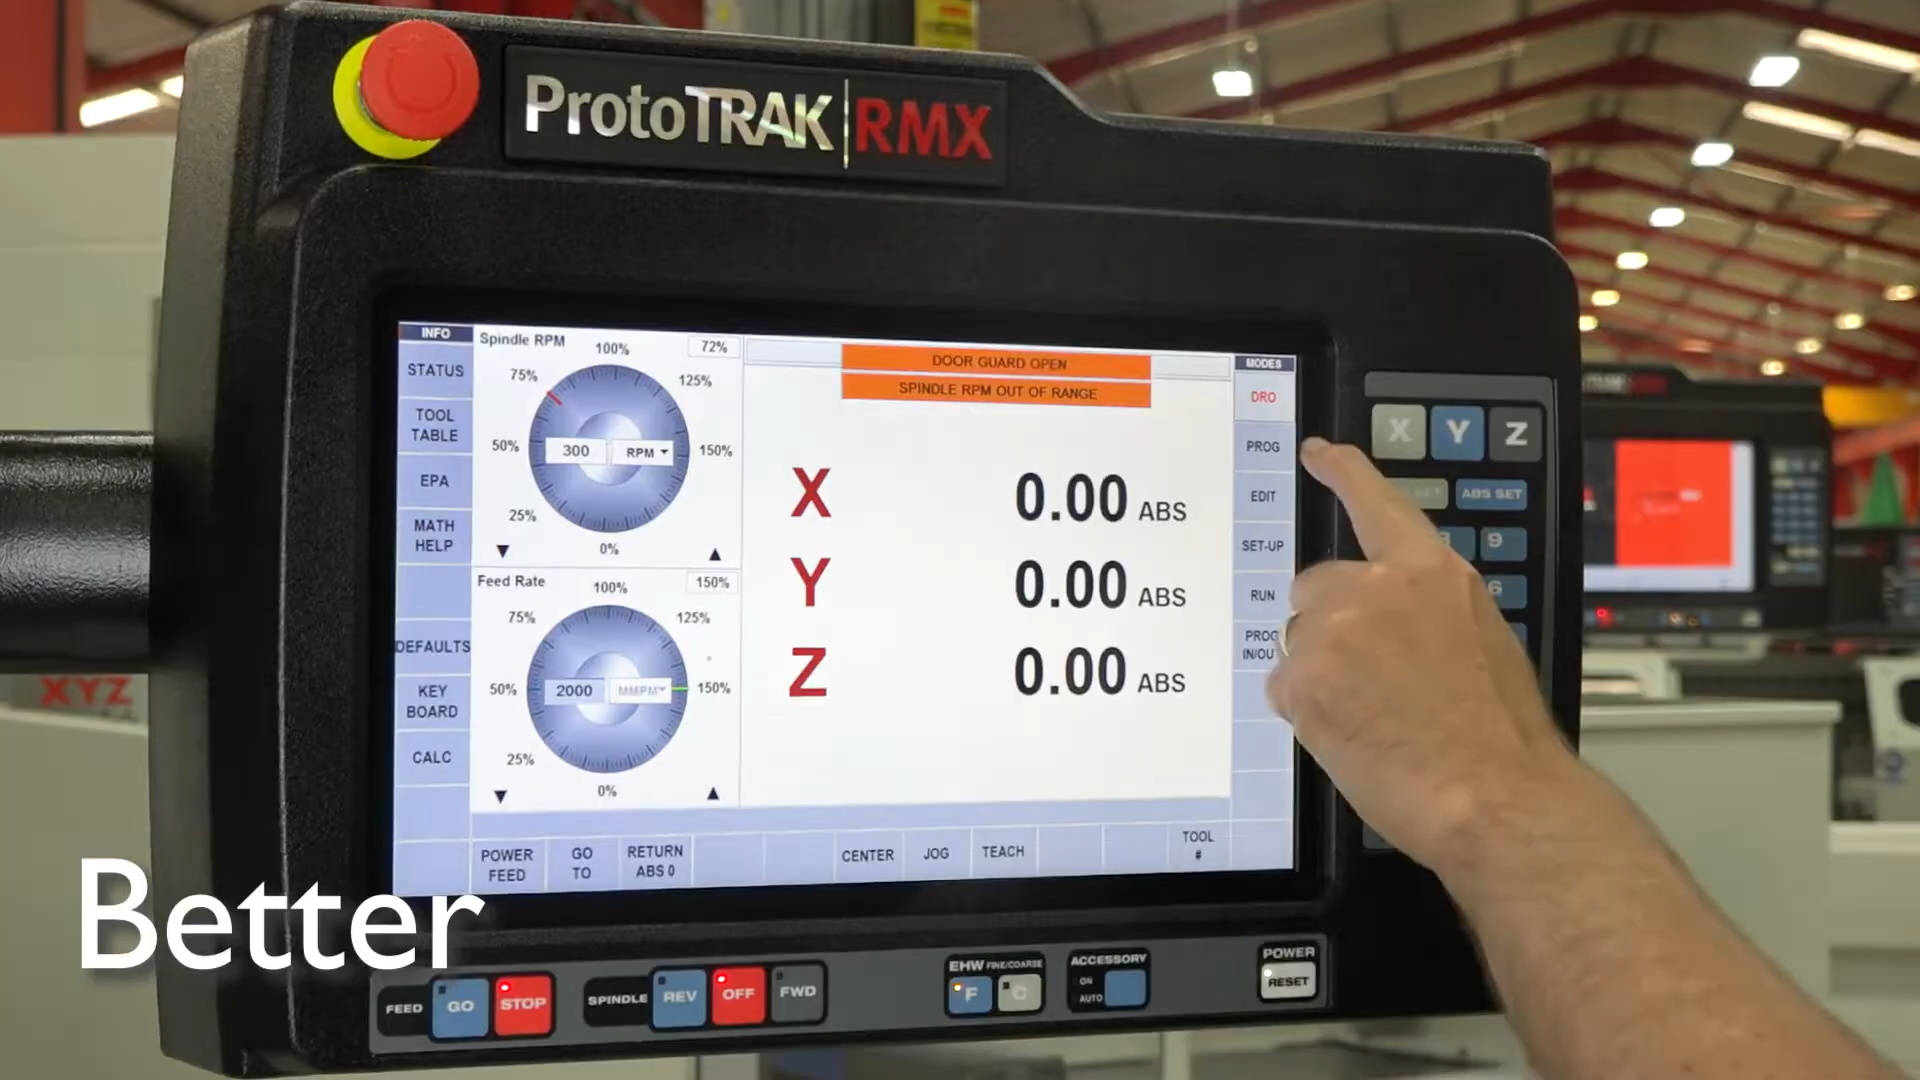 ProtoTRAK RMX
INFO
STATUS
TOOL
TABLE
EPA
MATH
HELP
DEFAULTS
KEY
BOARD
CALC
Spindle RPM
72%
100%
75%
125%
50%
300
RPM
150%
25%
0%
Feed Rate
150%
100%
75%
125%
50%
2000
MMPM
150%
25%
0%
DOOR GUARD OPEN
SPINDLE RPM OUT OF RANGE
X 0.00 ABS
Y 0.00 ABS
Z 0.00 ABS
MODES
DRO
PROG
EDIT
SET-UP
RUN
PROG
IN/OUT
POWER
FEED
GO
TO
RETURN
ABS 0
CENTER
JOG
TEACH
TOOL
#
X Y Z
ABS SET
9
6
FEED
GO
STOP
SPINDLE
REV
OFF
FWD
EHW FINE/COARSE
F
C
ACCESSORY
ON
AUTO
POWER
RESET
XYZ
Better